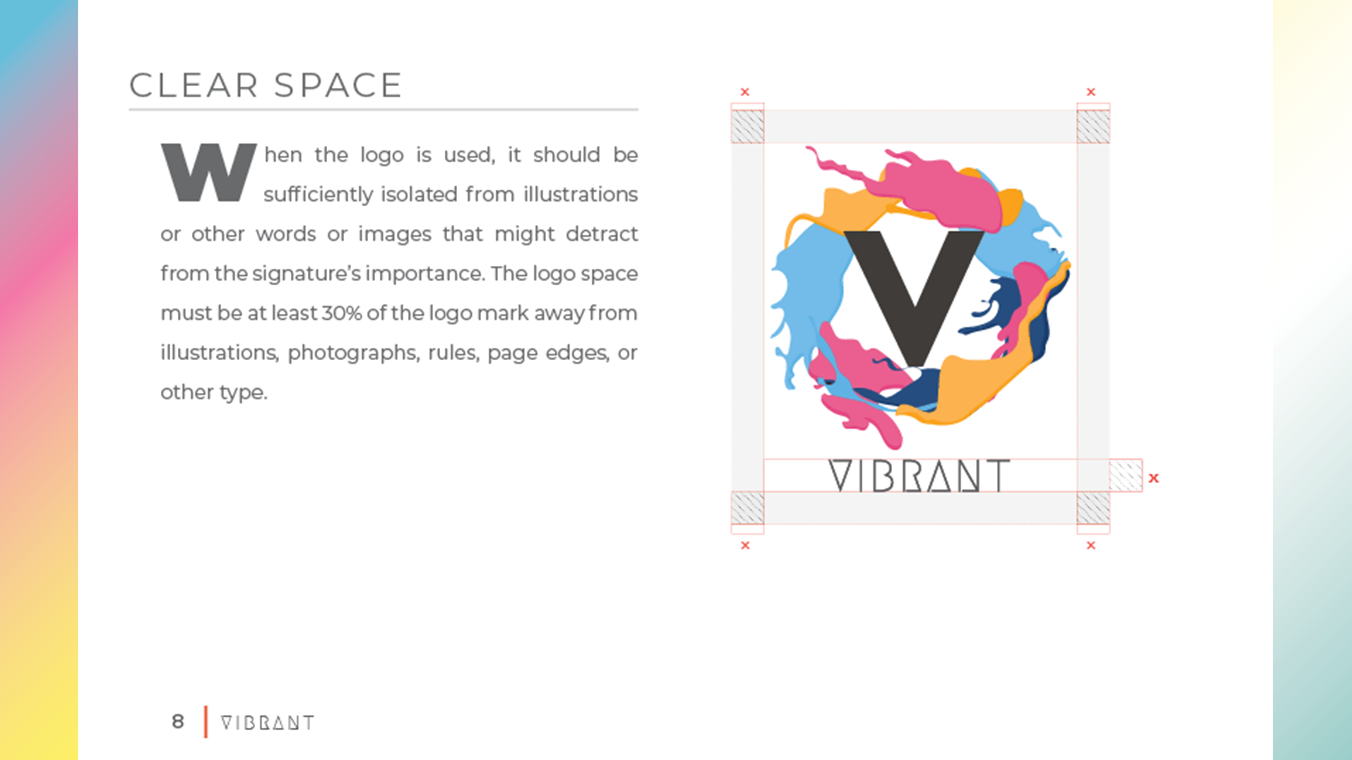 CLEAR SPACE
When the logo is used, it should be
sufficiently isolated from illustrations
or other words or images that might detract
from the signature’s importance. The logo space
must be at least 30% of the logo mark away from
illustrations, photographs, rules, page edges, or
other type.
x x
V
VIBRANT x
x x
8 VIBRANT